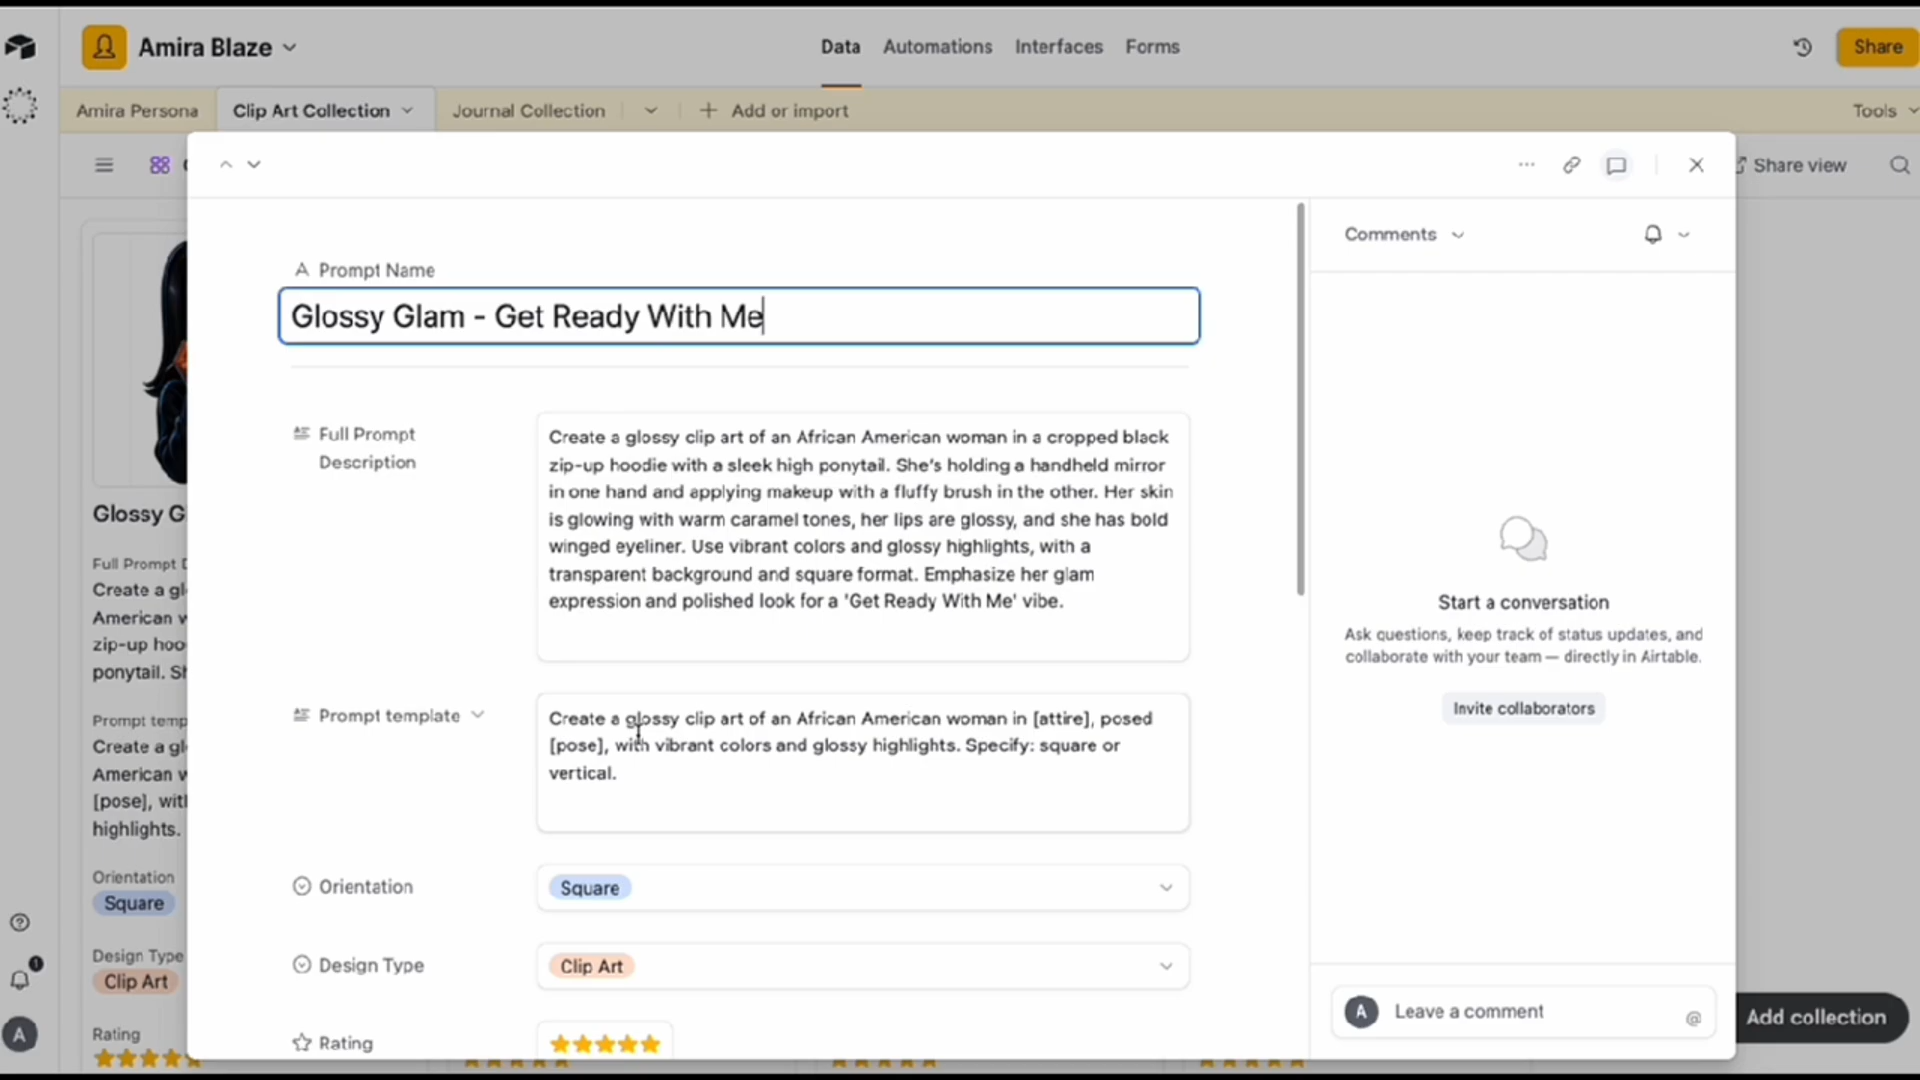 Amira Blaze
Data
Automations
Interfaces
Forms
Share
Amira Persona
Clip Art Collection
Journal Collection
Add or import
Tools
Share view
Prompt Name
Glossy Glam - Get Ready With Me
Full Prompt
Description
Create a glossy clip art of an African American woman in a cropped black
zip-up hoodie with a sleek high ponytail. She's holding a handheld mirror
in one hand and applying makeup with a fluffy brush in the other. Her skin
is glowing with warm caramel tones, her lips are glossy, and she has bold
winged eyeliner. Use vibrant colors and glossy highlights, with a
transparent background and square format. Emphasize her glam
expression and polished look for a 'Get Ready With Me' vibe.
Prompt template
Create a glossy clip art of an African American woman in [attire], posed
[pose], with vibrant colors and glossy highlights. Specify: square or
vertical.
Orientation
Square
Design Type
Clip Art
Rating
Comments
Start a conversation
Ask questions, keep track of status updates, and
collaborate with your team — directly in Airtable.
Invite collaborators
A
Leave a comment
@
Add collection
Glossy G
Full Prompt D
Create a gl
American w
zip-up hoo
ponytail. Sh
Prompt temp
Create a gl
American w
[pose], wit
highlights.
Orientation
Square
Design Type
Clip Art
Rating
1
A